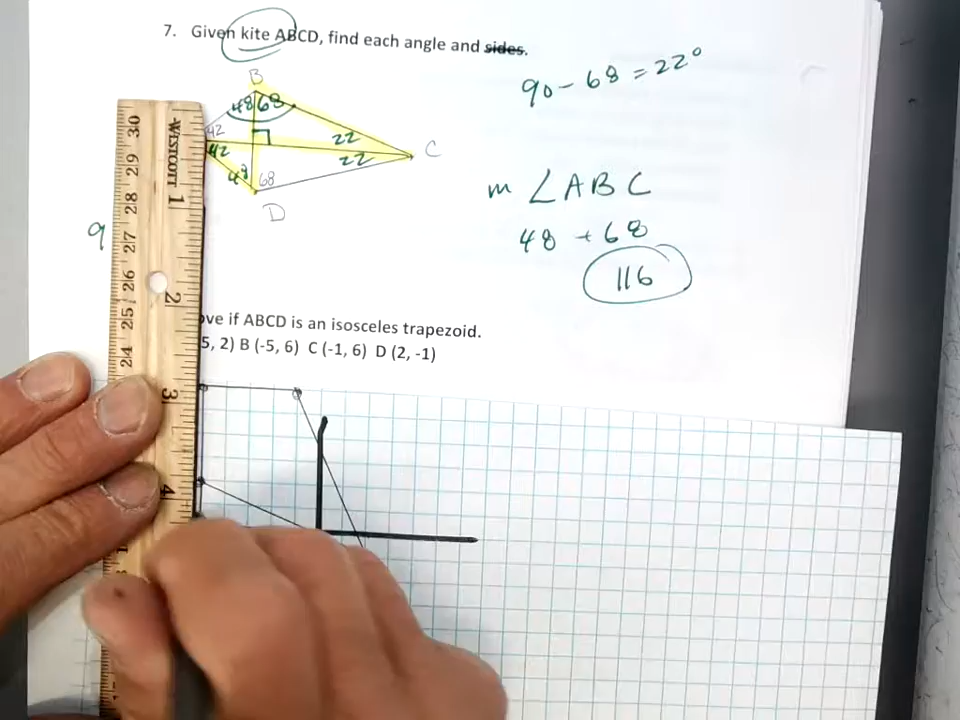 7. Given kite ABCD, find each angle and sides.
90 - 68 = 22°
B
48 68
42
22
42
22
C
48 68
D
m ∠ABC
48 + 68
116
9
WESTCOTT
30
29
28
27
26
25
24
1
2
3
4
ove if ABCD is an isosceles trapezoid.
5, 2) B (-5, 6) C (-1, 6) D (2, -1)